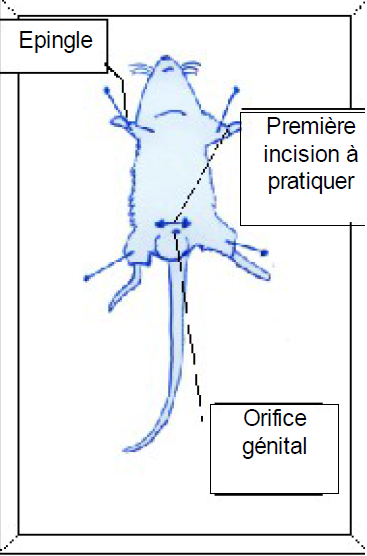 Epingle
Première
incision à
pratiquer
Orifice
génital